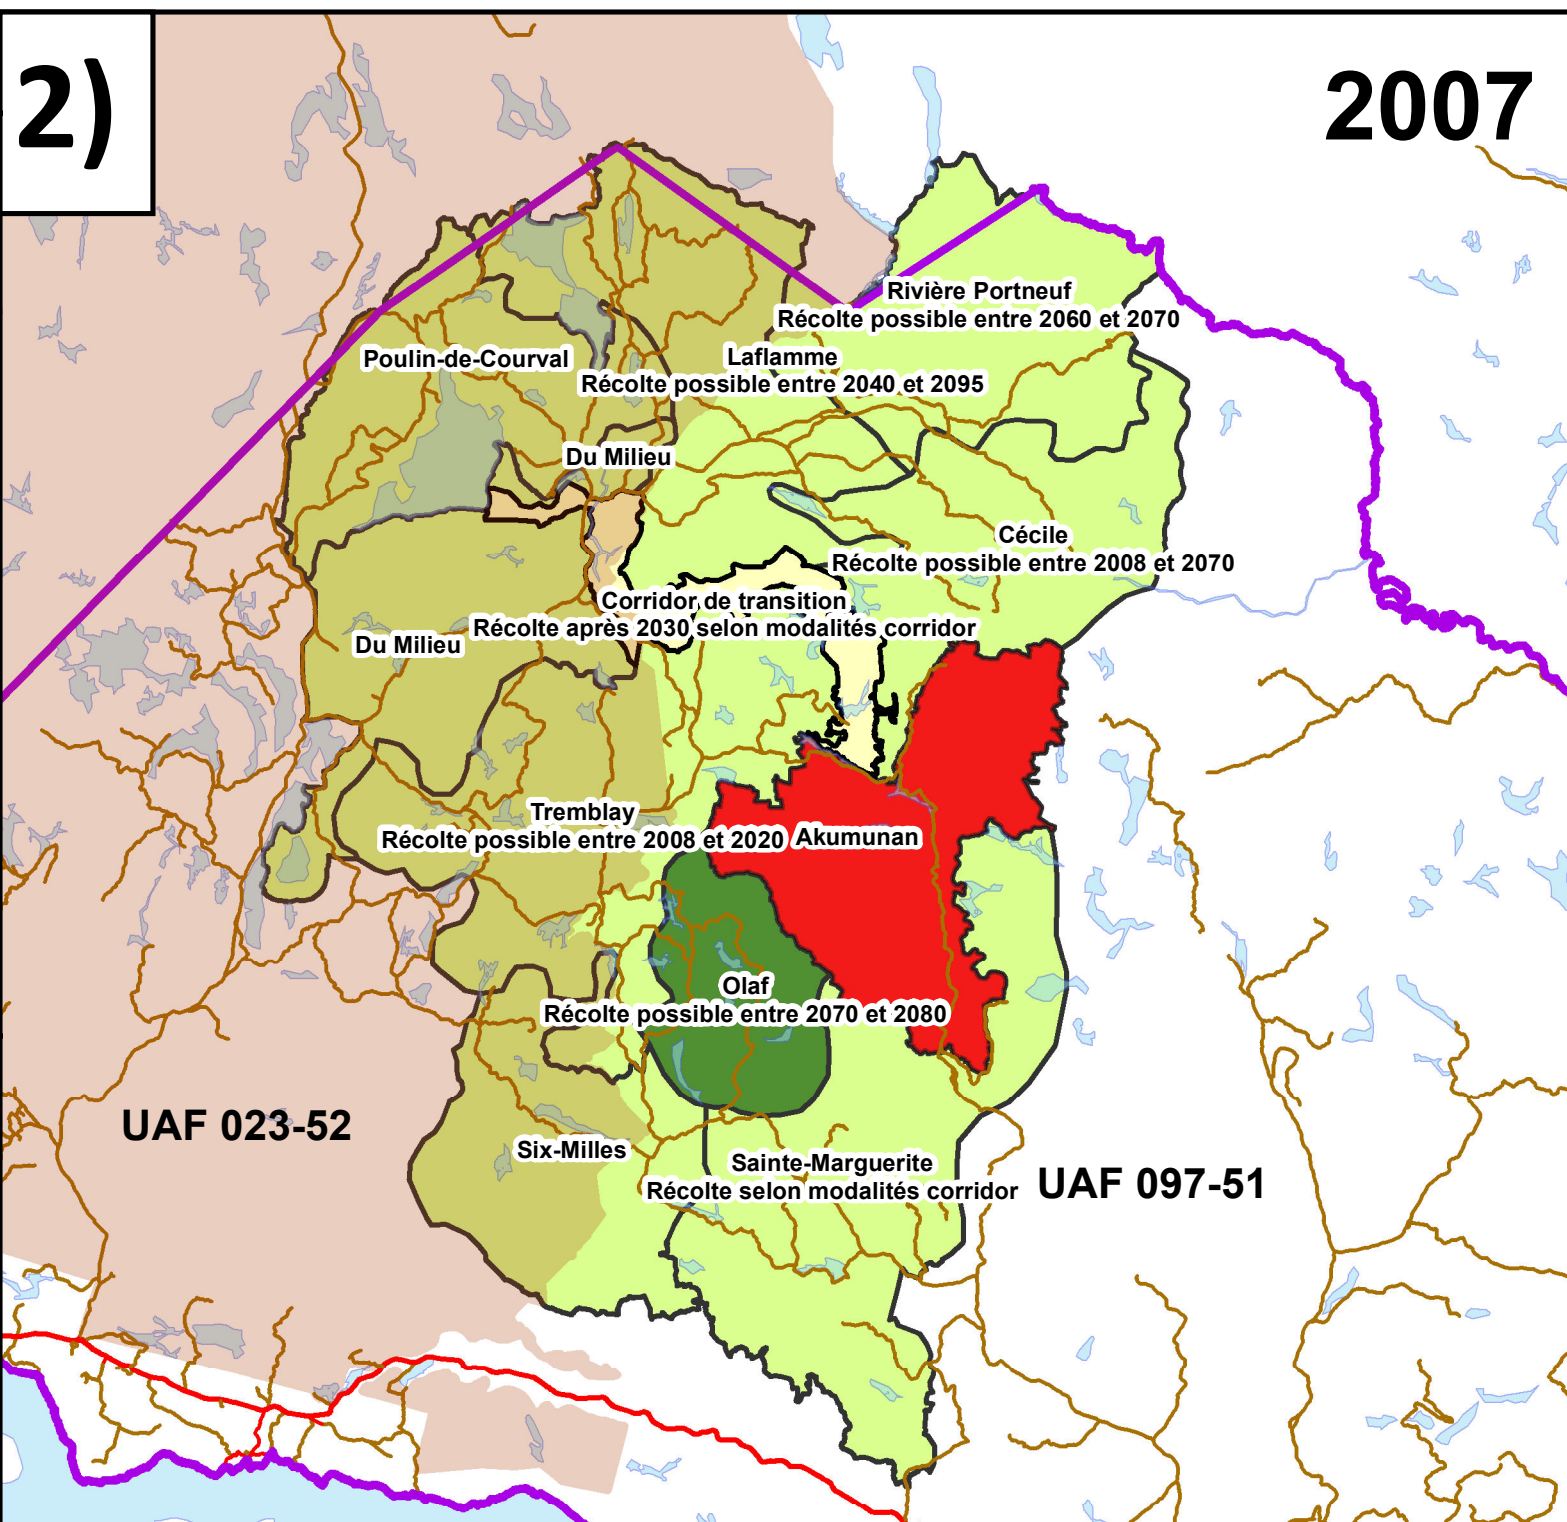 2)
2007
Rivière Portneuf
Récolte possible entre 2060 et 2070
Poulin-de-Courval
Laflamme
Récolte possible entre 2040 et 2095
Du Milieu
Cécile
Récolte possible entre 2008 et 2070
Corridor de transition
Récolte après 2030 selon modalités corridor
Du Milieu
Tremblay
Récolte possible entre 2008 et 2020
Akumunan
Olaf
Récolte possible entre 2070 et 2080
UAF 023-52
Six-Milles
Sainte-Marguerite
Récolte selon modalités corridor
UAF 097-51